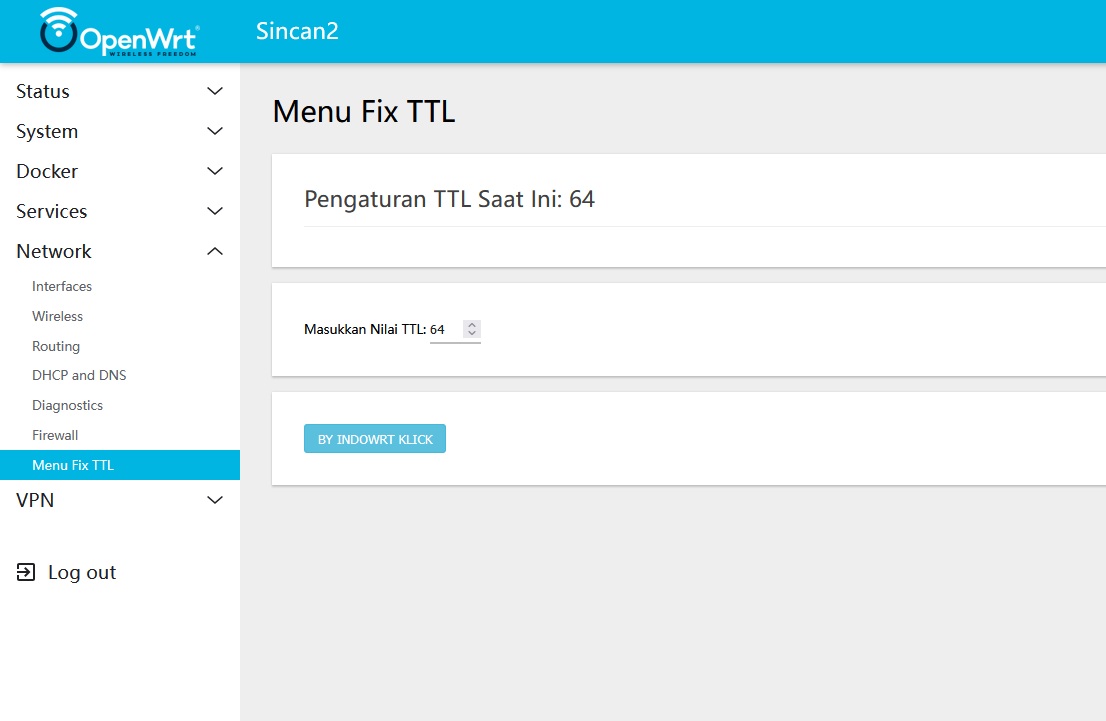 OpenWrt
WIRELESS FREEDOM
Sincan2
Status
System
Docker
Services
Network
Interfaces
Wireless
Routing
DHCP and DNS
Diagnostics
Firewall
Menu Fix TTL
VPN
Log out
Menu Fix TTL
Pengaturan TTL Saat Ini: 64
Masukkan Nilai TTL: 64
BY INDOWRT KLICK